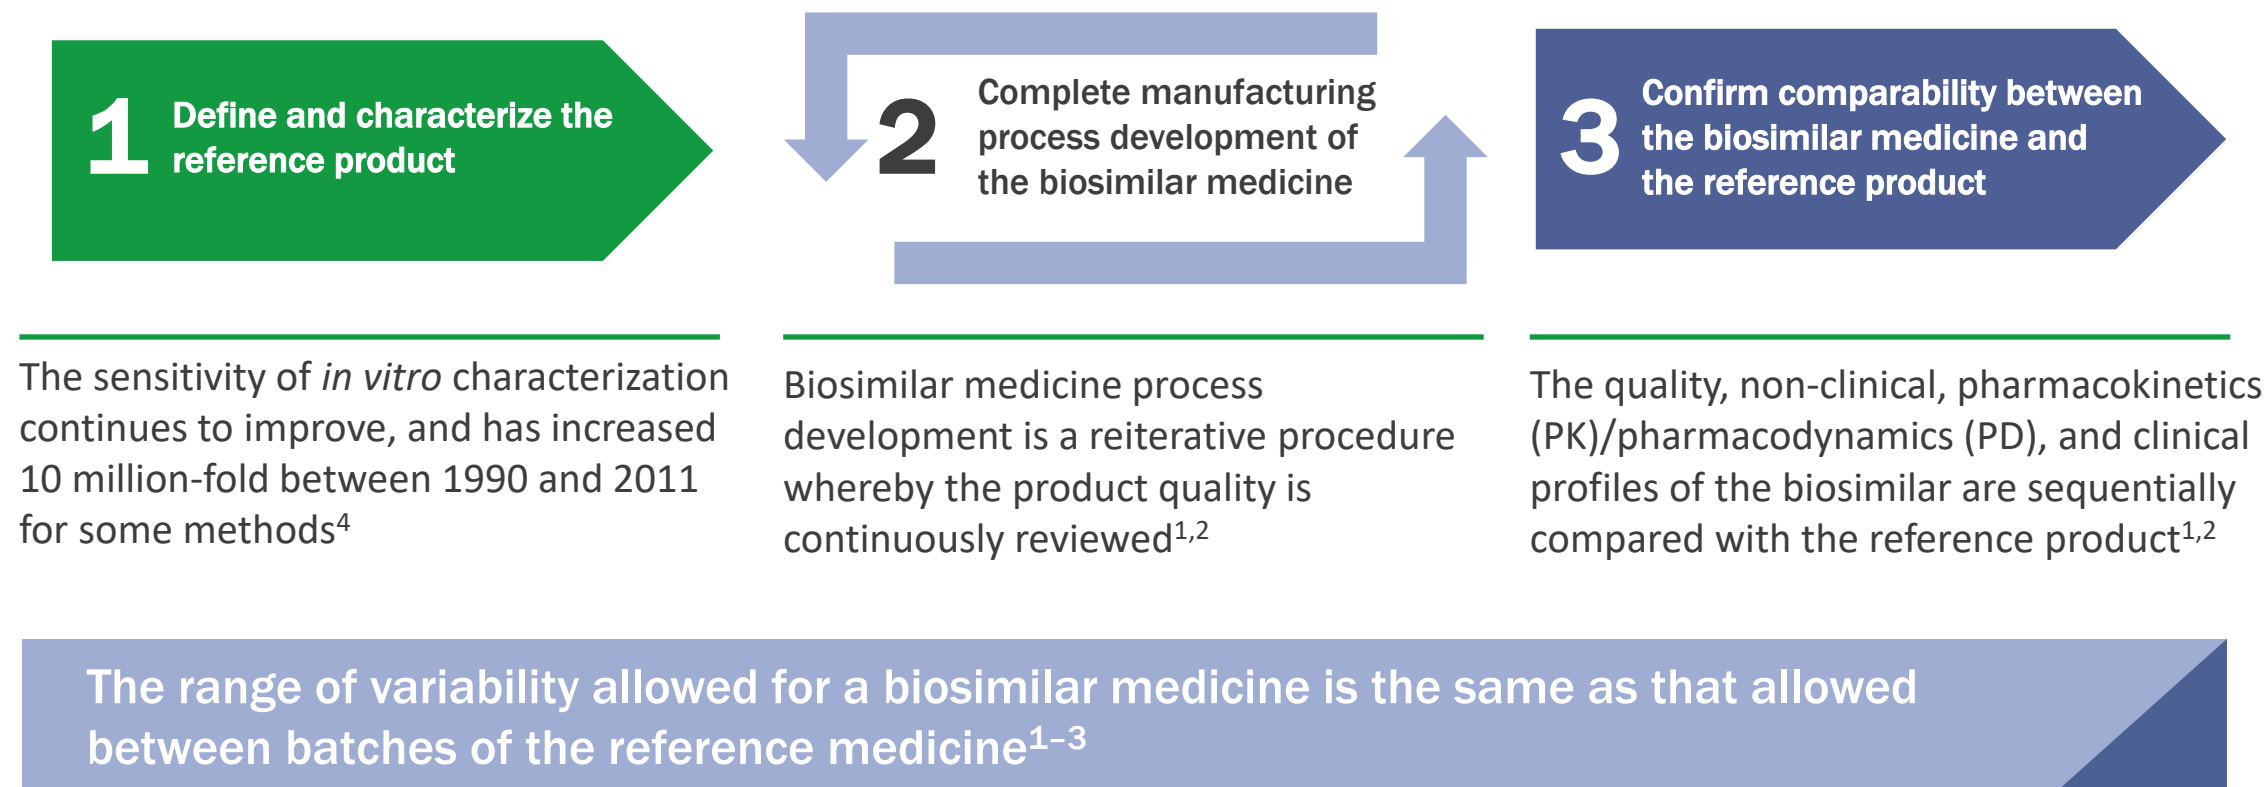 1
Define and characterize the
reference product
2
Complete manufacturing
process development of
the biosimilar medicine
3
Confirm comparability between
the biosimilar medicine and
the reference product
The sensitivity of in vitro characterization
continues to improve, and has increased
10 million-fold between 1990 and 2011
for some methods⁴
Biosimilar medicine process
development is a reiterative procedure
whereby the product quality is
continuously reviewed¹,²
The quality, non-clinical, pharmacokinetics
(PK)/pharmacodynamics (PD), and clinical
profiles of the biosimilar are sequentially
compared with the reference product¹,²
The range of variability allowed for a biosimilar medicine is the same as that allowed
between batches of the reference medicine¹–³